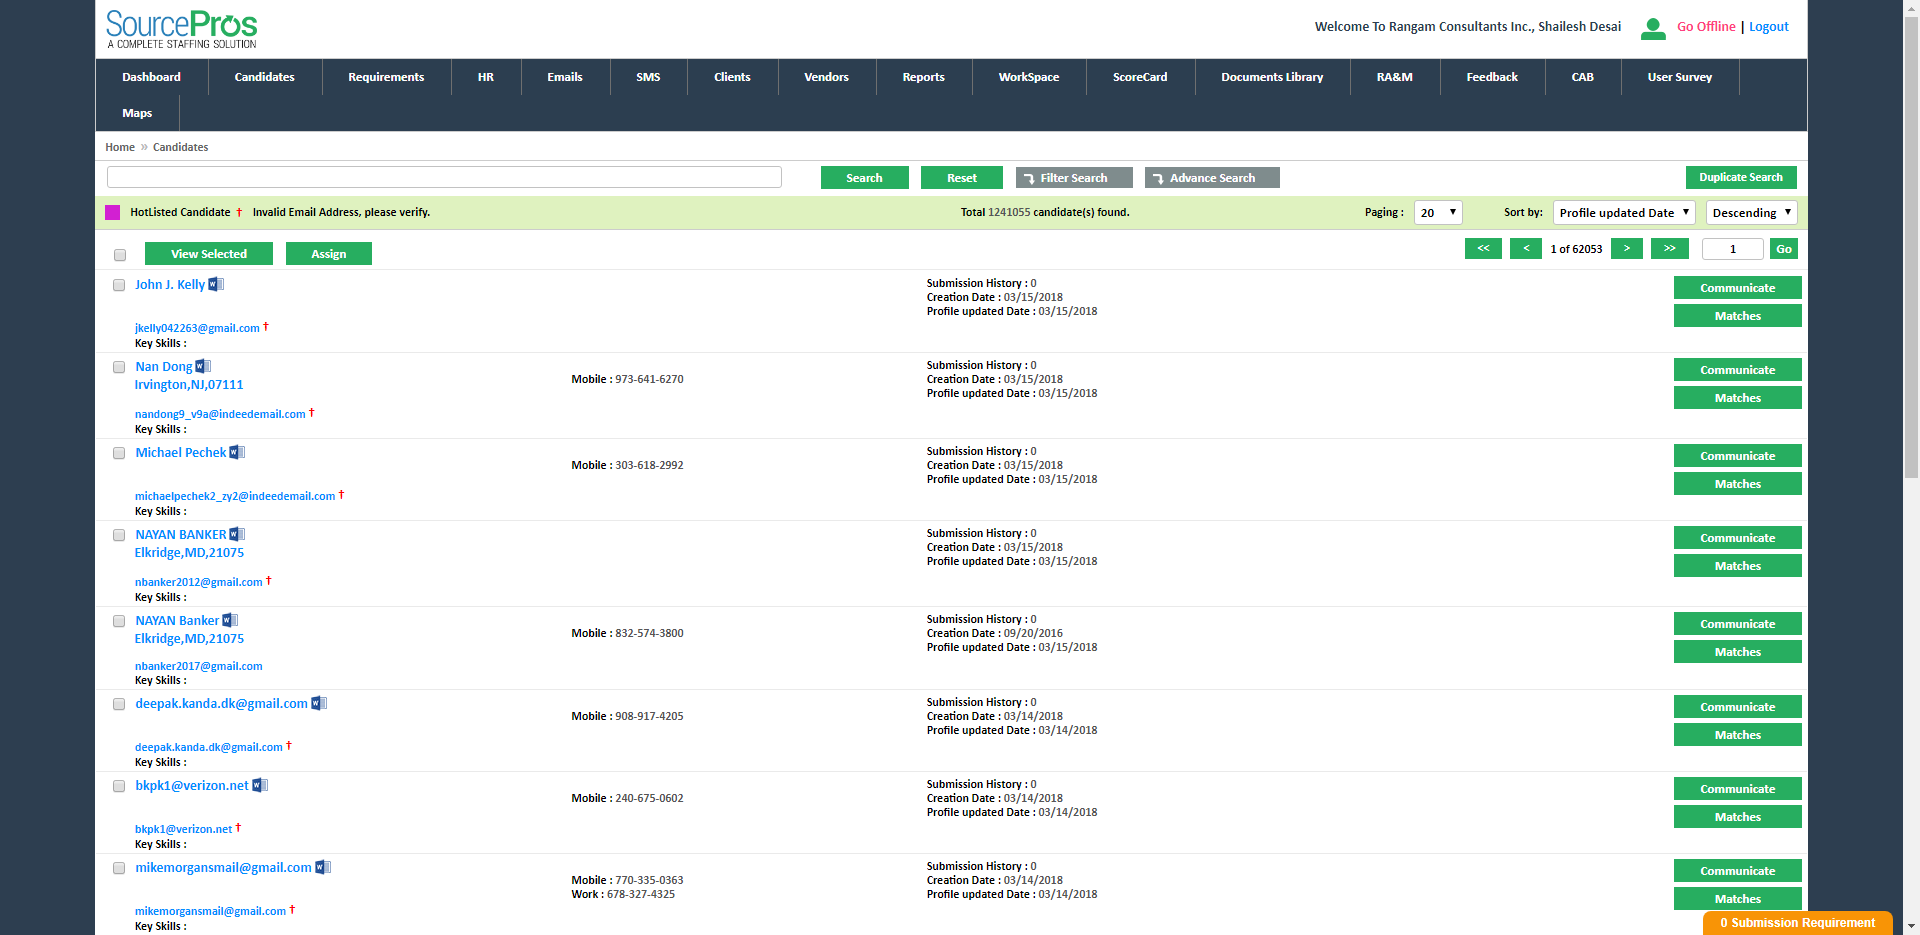 SourcePros
A COMPLETE STAFFING SOLUTION
Welcome To Rangam Consultants Inc., Shailesh Desai Go Offline | Logout
Dashboard Candidates Requirements HR Emails SMS Clients Vendors Reports WorkSpace ScoreCard Documents Library RA&M Feedback CAB User Survey
Maps
Home » Candidates
Search Reset Filter Search Advance Search Duplicate Search
HotListed Candidate † Invalid Email Address, please verify. Total 1241055 candidate(s) found. Paging : 20 Sort by: Profile updated Date Descending
View Selected Assign << < 1 of 62053 > >> 1 Go
John J. Kelly
Submission History : 0
Creation Date : 03/15/2018
Profile updated Date : 03/15/2018
Communicate
Matches
jkelly042263@gmail.com †
Key Skills :
Nan Dong
Irvington,NJ,07111
Mobile : 973-641-6270
Submission History : 0
Creation Date : 03/15/2018
Profile updated Date : 03/15/2018
Communicate
Matches
nandong9_v9a@indeedemail.com †
Key Skills :
Michael Pechek
Mobile : 303-618-2992
Submission History : 0
Creation Date : 03/15/2018
Profile updated Date : 03/15/2018
Communicate
Matches
michaelpechek2_zy2@indeedemail.com †
Key Skills :
NAYAN BANKER
Elkridge,MD,21075
Submission History : 0
Creation Date : 03/15/2018
Profile updated Date : 03/15/2018
Communicate
Matches
nbanker2012@gmail.com †
Key Skills :
NAYAN Banker
Elkridge,MD,21075
Mobile : 832-574-3800
Submission History : 0
Creation Date : 09/20/2016
Profile updated Date : 03/15/2018
Communicate
Matches
nbanker2017@gmail.com
Key Skills :
deepak.kanda.dk@gmail.com
Mobile : 908-917-4205
Submission History : 0
Creation Date : 03/14/2018
Profile updated Date : 03/14/2018
Communicate
Matches
deepak.kanda.dk@gmail.com †
Key Skills :
bkpk1@verizon.net
Mobile : 240-675-0602
Submission History : 0
Creation Date : 03/14/2018
Profile updated Date : 03/14/2018
Communicate
Matches
bkpk1@verizon.net †
Key Skills :
mikemorgansmail@gmail.com
Mobile : 770-335-0363
Work : 678-327-4325
Submission History : 0
Creation Date : 03/14/2018
Profile updated Date : 03/14/2018
Communicate
Matches
mikemorgansmail@gmail.com †
Key Skills :
0 Submission Requirement